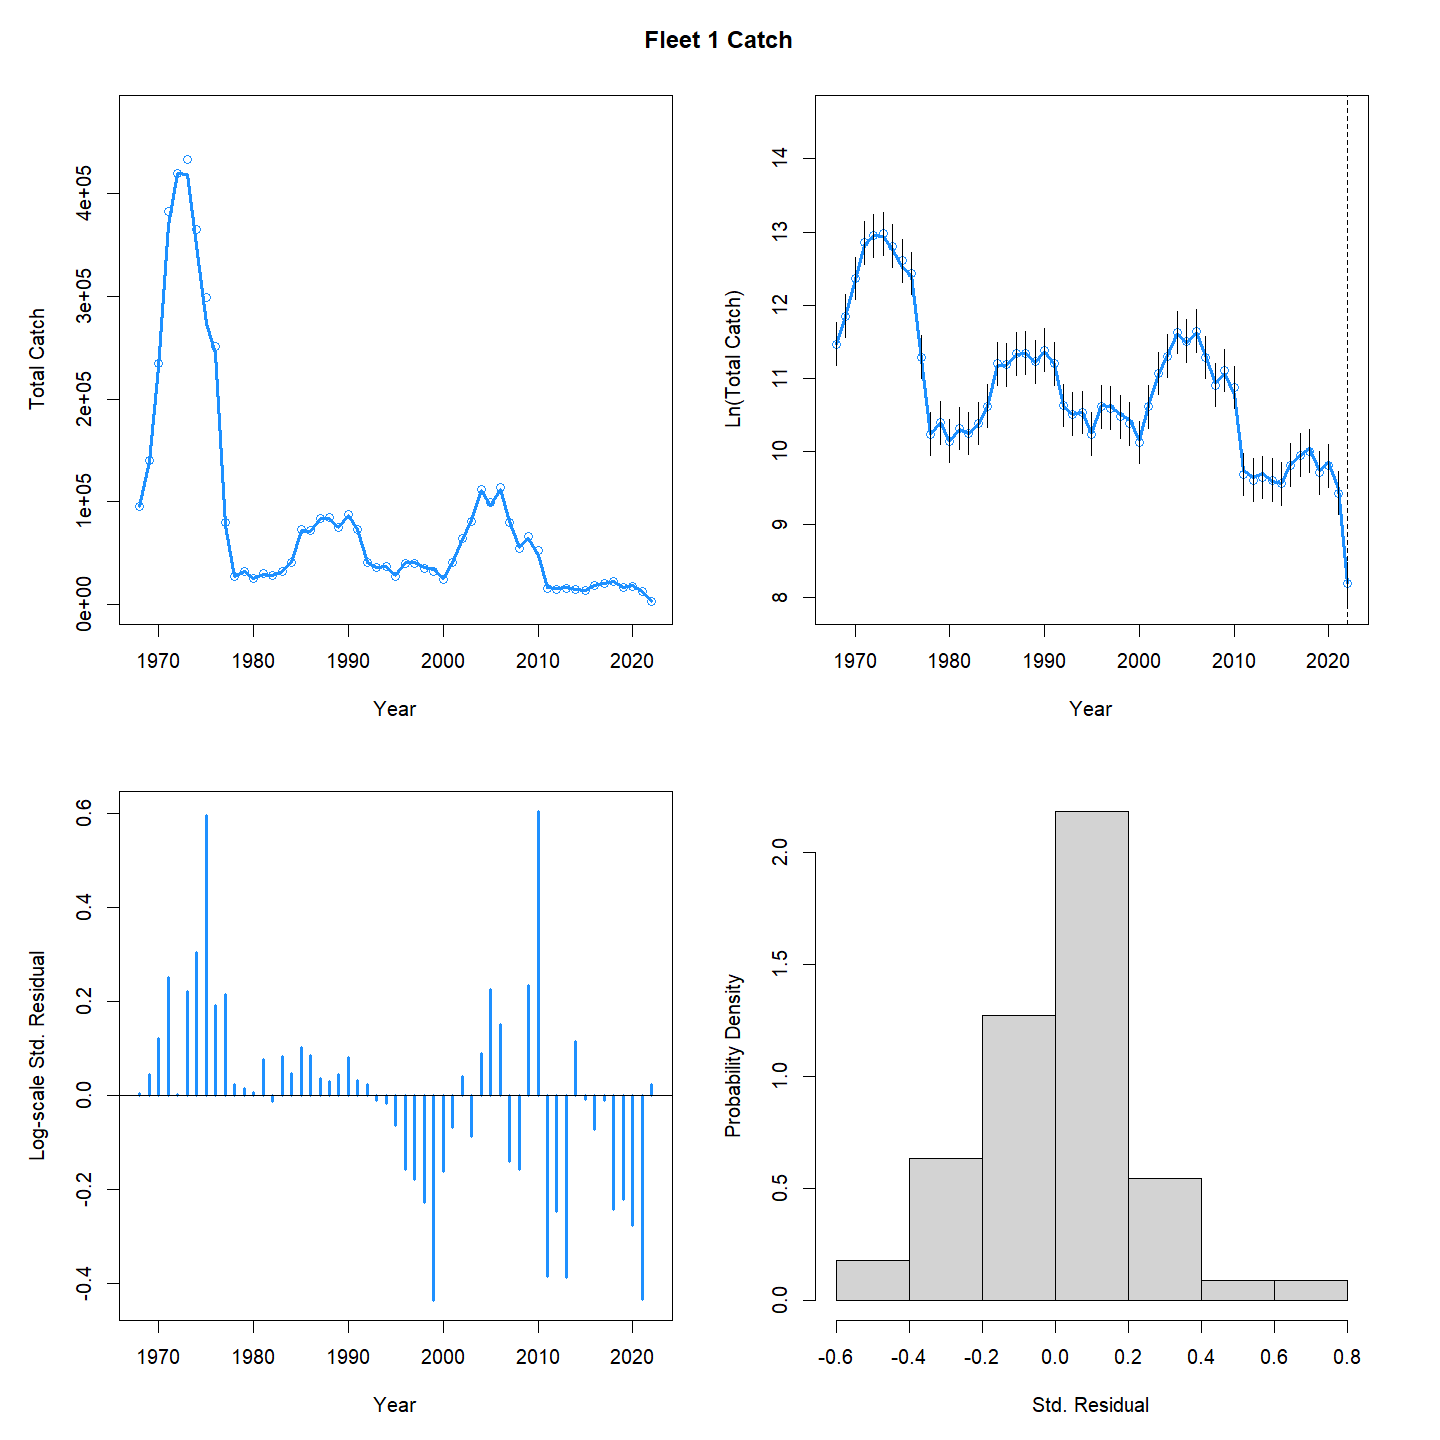 Fleet 1 Catch
Total Catch
0e+00 1e+05 2e+05 3e+05 4e+05
1970 1980 1990 2000 2010 2020
Year
Ln(Total Catch)
8 9 10 11 12 13 14
1970 1980 1990 2000 2010 2020
Year
Log-scale Std. Residual
-0.4 -0.2 0.0 0.2 0.4 0.6
1970 1980 1990 2000 2010 2020
Year
Probability Density
0.0 0.5 1.0 1.5 2.0
-0.6 -0.4 -0.2 0.0 0.2 0.4 0.6 0.8
Std. Residual